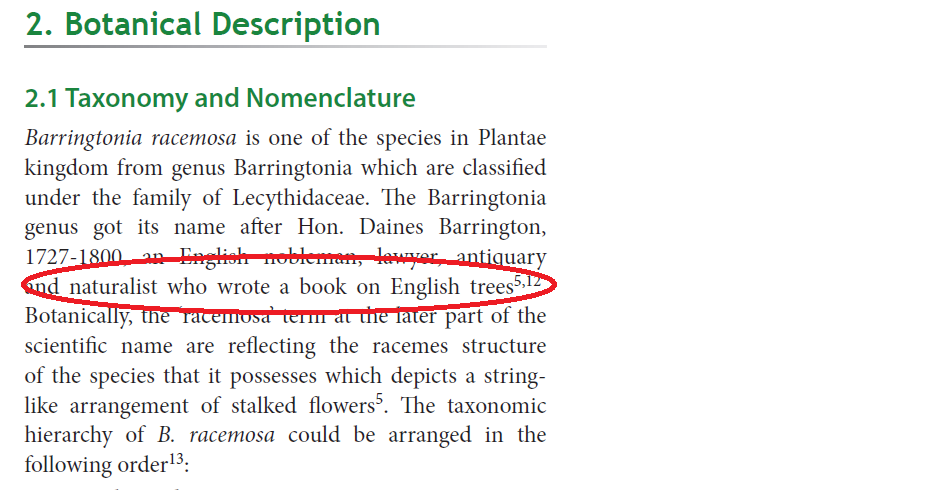 2. Botanical Description
2.1 Taxonomy and Nomenclature
Barringtonia racemosa is one of the species in Plantae
kingdom from genus Barringtonia which are classified
under the family of Lecythidaceae. The Barringtonia
genus got its name after Hon. Daines Barrington,
1727-1800, an English nobleman, lawyer, antiquary
and naturalist who wrote a book on English trees5,12
Botanically, the 'racemosa' term at the later part of the
scientific name are reflecting the racemes structure
of the species that it possesses which depicts a string-
like arrangement of stalked flowers5. The taxonomic
hierarchy of B. racemosa could be arranged in the
following order13: